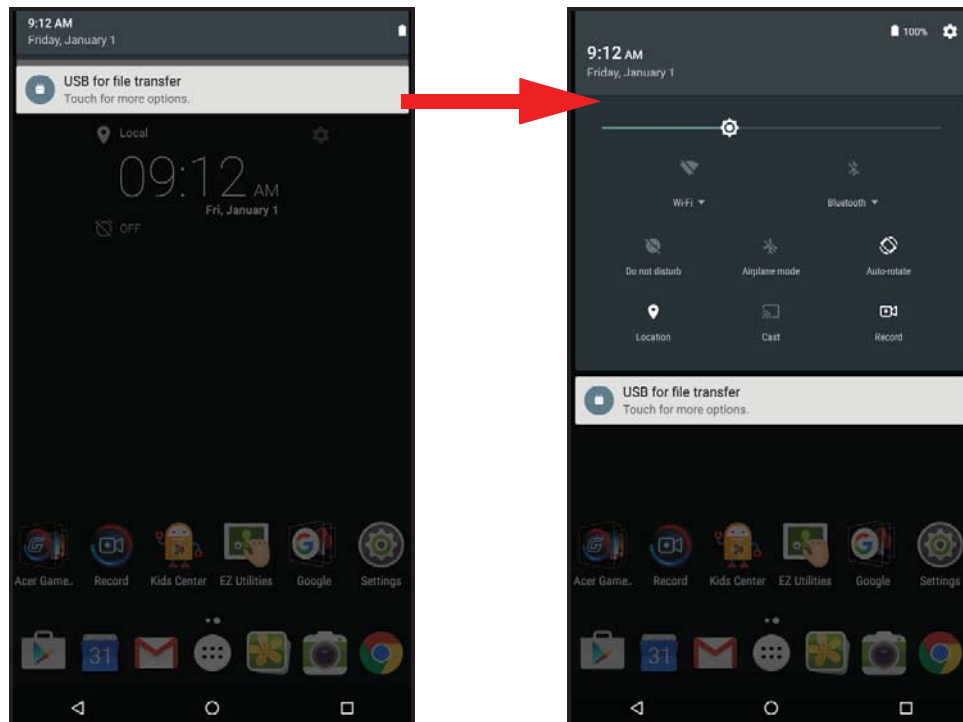 9:12 AM
Friday, January 1
USB for file transfer
Touch for more options.
Local
09:12 AM
Fri, January 1
OFF
Acer Game..
Record
Kids Center
EZ Utilities
Google
Settings
31
100%
9:12 AM
Friday, January 1
Wi-Fi
Bluetooth
Do not disturb
Airplane mode
Auto-rotate
Location
Cast
Record
USB for file transfer
Touch for more options.
Acer Game..
Record
Kids Center
EZ Utilities
Google
Settings
31